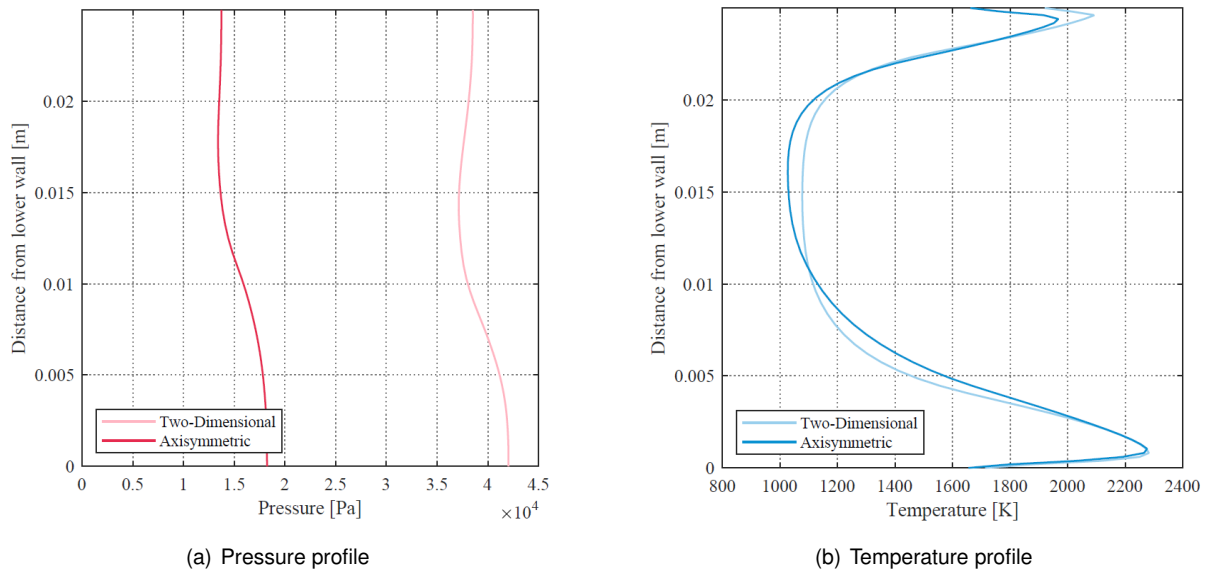 0.02
0.015
0.01
0.005
0
Distance from lower wall [m]
Two-Dimensional
Axisymmetric
0 0.5 1 1.5 2 2.5 3 3.5 4 4.5
Pressure [Pa]
×10⁴
(a) Pressure profile
0.02
0.015
0.01
0.005
0
Distance from lower wall [m]
Two-Dimensional
Axisymmetric
800 1000 1200 1400 1600 1800 2000 2200 2400
Temperature [K]
(b) Temperature profile